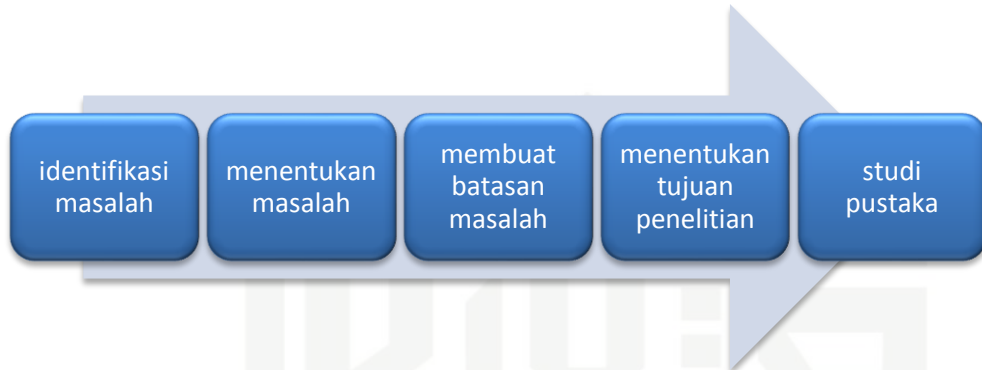 identifikasi
masalah
menentukan
masalah
membuat
batasan
masalah
menentukan
tujuan
penelitian
studi
pustaka